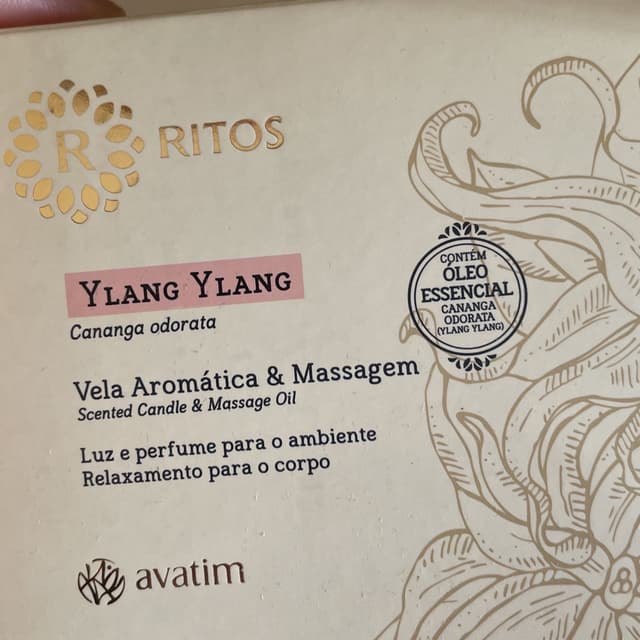 R RITOS
YLANG YLANG
Cananga odorata
CONTÉM
ÓLEO
ESSENCIAL
CANANGA
ODORATA
(YLANG YLANG)
Vela Aromática & Massagem
Scented Candle & Massage Oil
Luz e perfume para o ambiente
Relaxamento para o corpo
avatim